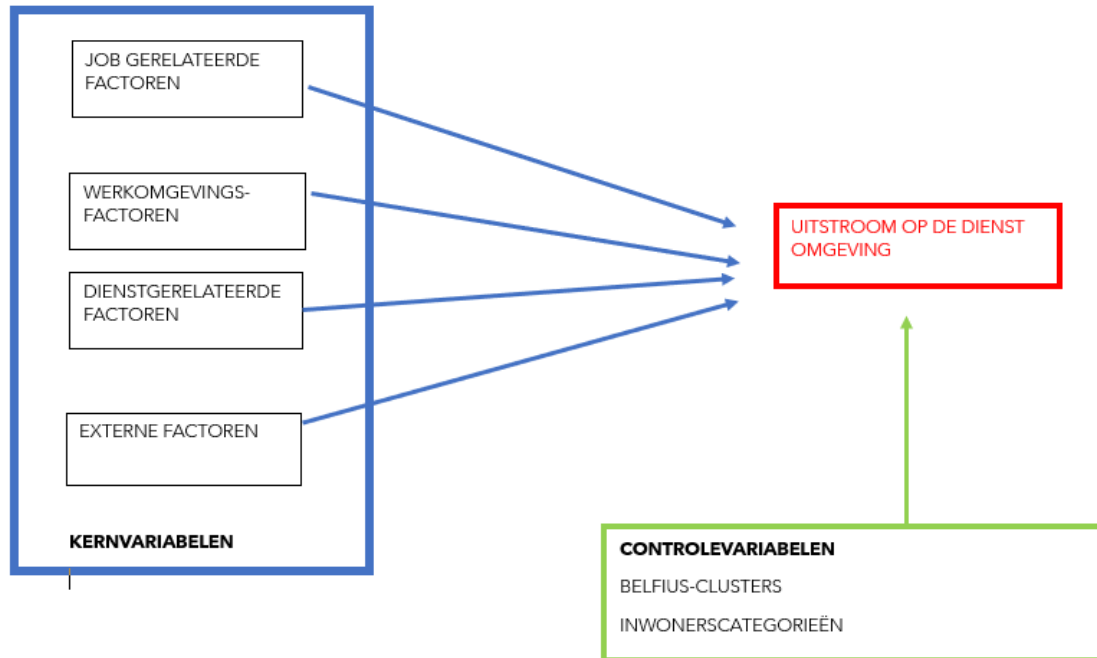 JOB GERELATEERDE
FACTOREN
WERKOMGEVINGS-
FACTOREN
DIENSTGERELATEERDE
FACTOREN
EXTERNE FACTOREN
KERNVARIABELEN
UITSTROOM OP DE DIENST
OMGEVING
CONTROLEVARIABELEN
BELFIUS-CLUSTERS
INWONERSCATEGORIEËN